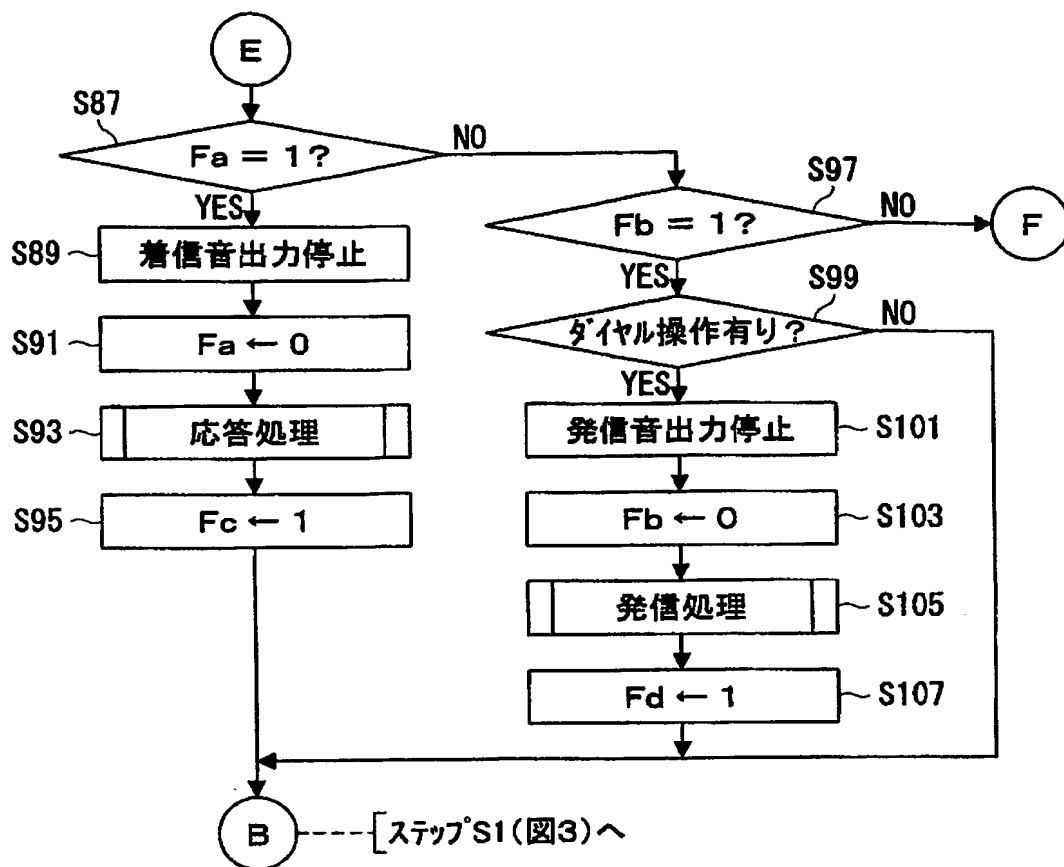 E
S87
Fa = 1?
NO
YES
S97
Fb = 1?
NO
F
YES
S89
着信音出力停止
S99
ダイヤル操作有り?
NO
YES
S91
Fa ← 0
S93
応答処理
発信音出力停止
S101
S95
Fc ← 1
Fb ← 0
S103
発信処理
S105
Fd ← 1
S107
B
ステップS1(図3)へ